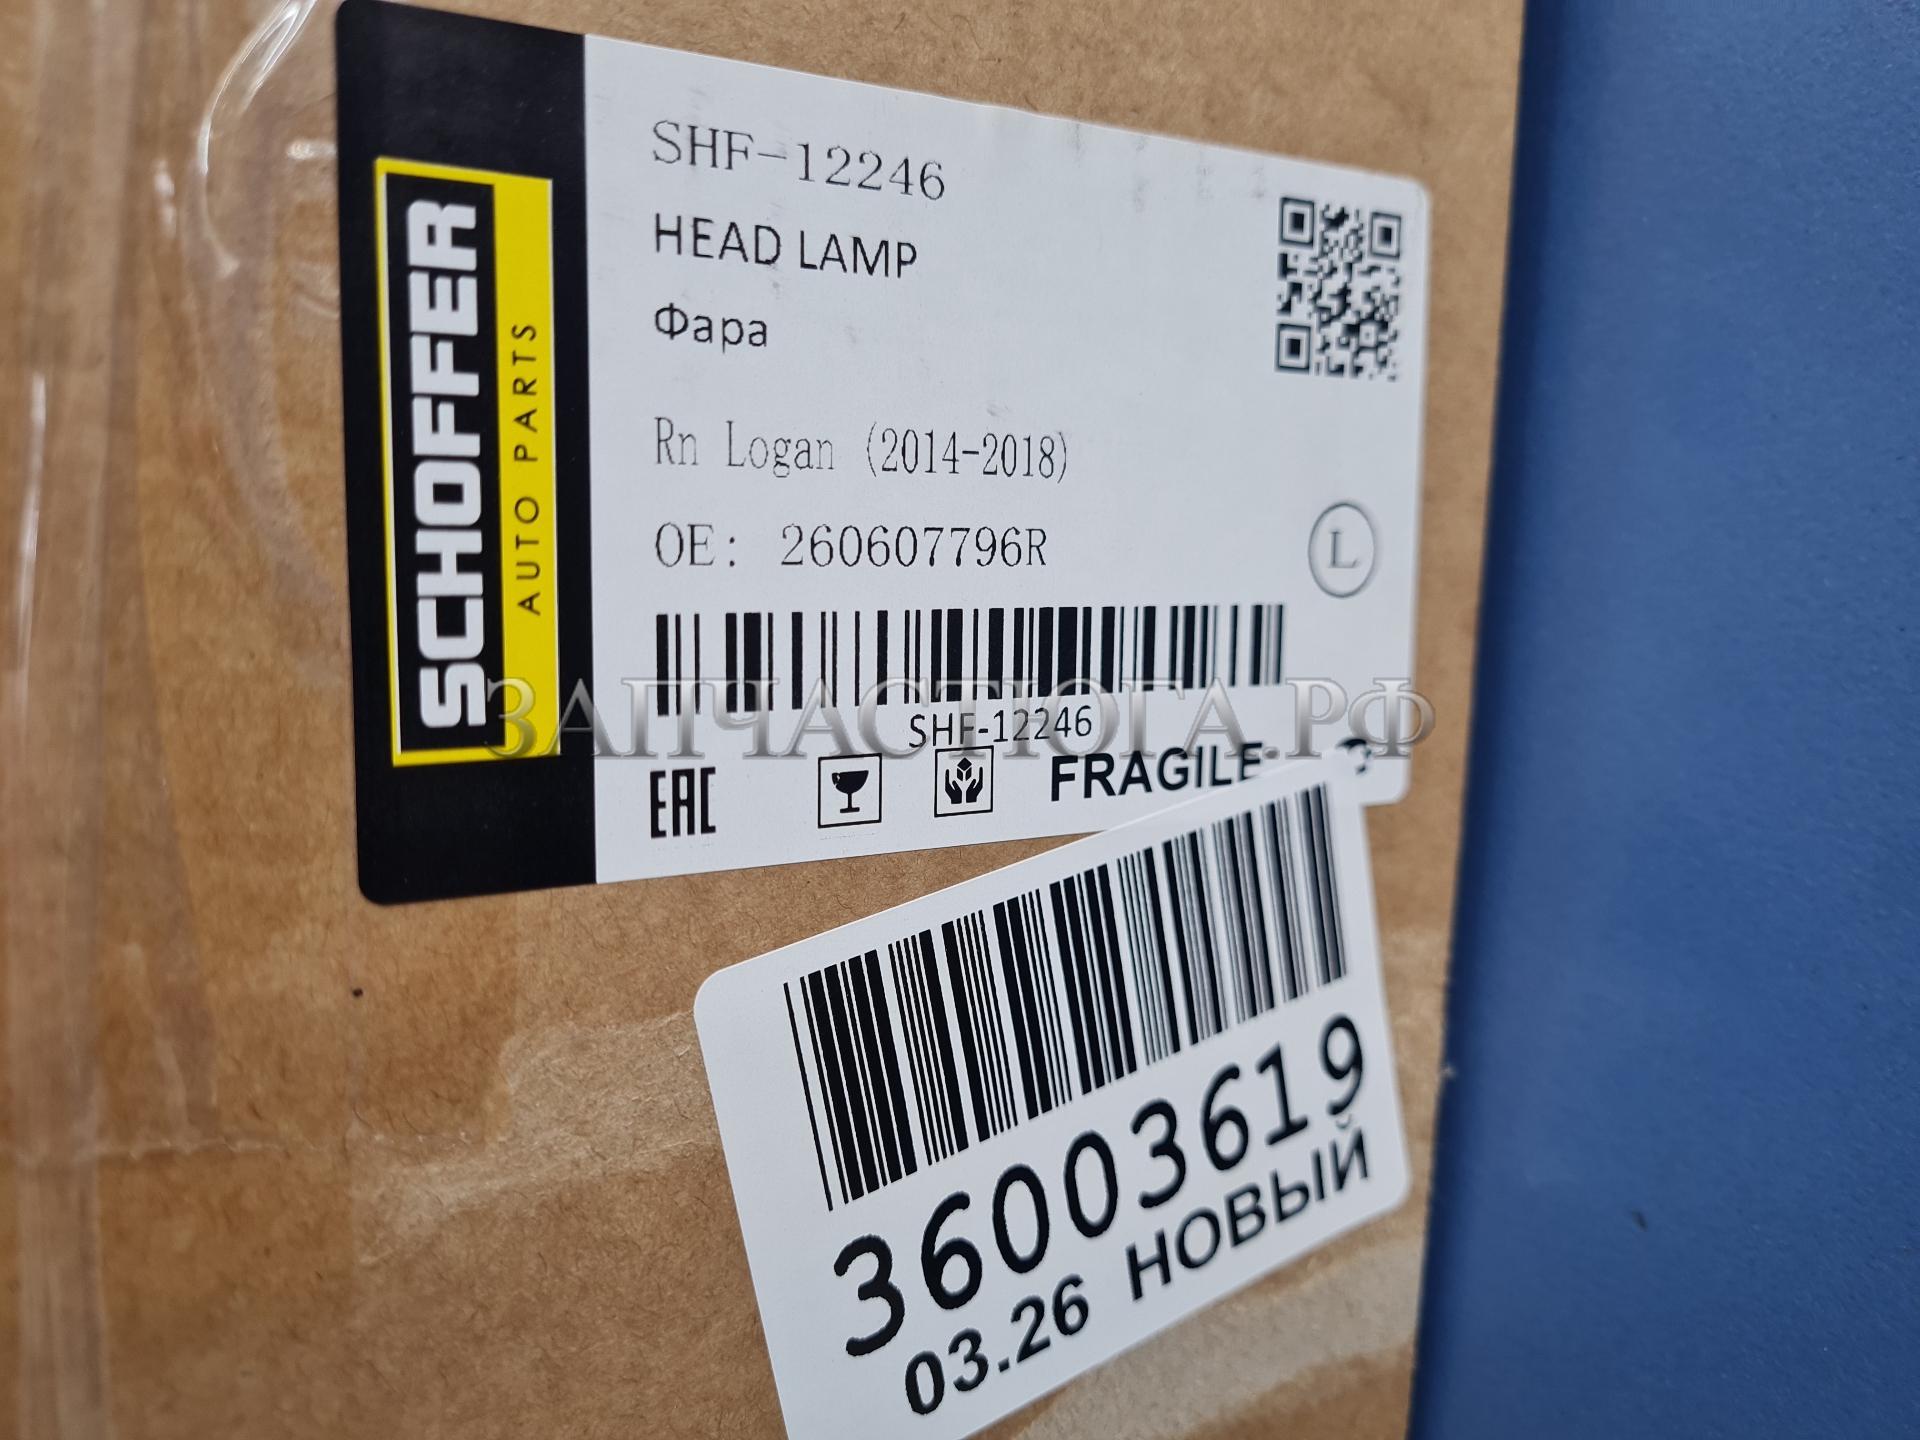 SCHOFFER
AUTO PARTS
SHF-12246
HEAD LAMP
Фара
Rn Logan (2014-2018)
OE: 260607796R
L
SHF-12246
ЗАПЧАСТЮГА.РФ
EAC
FRAGILE
36003619
03.26 НОВЫЙ